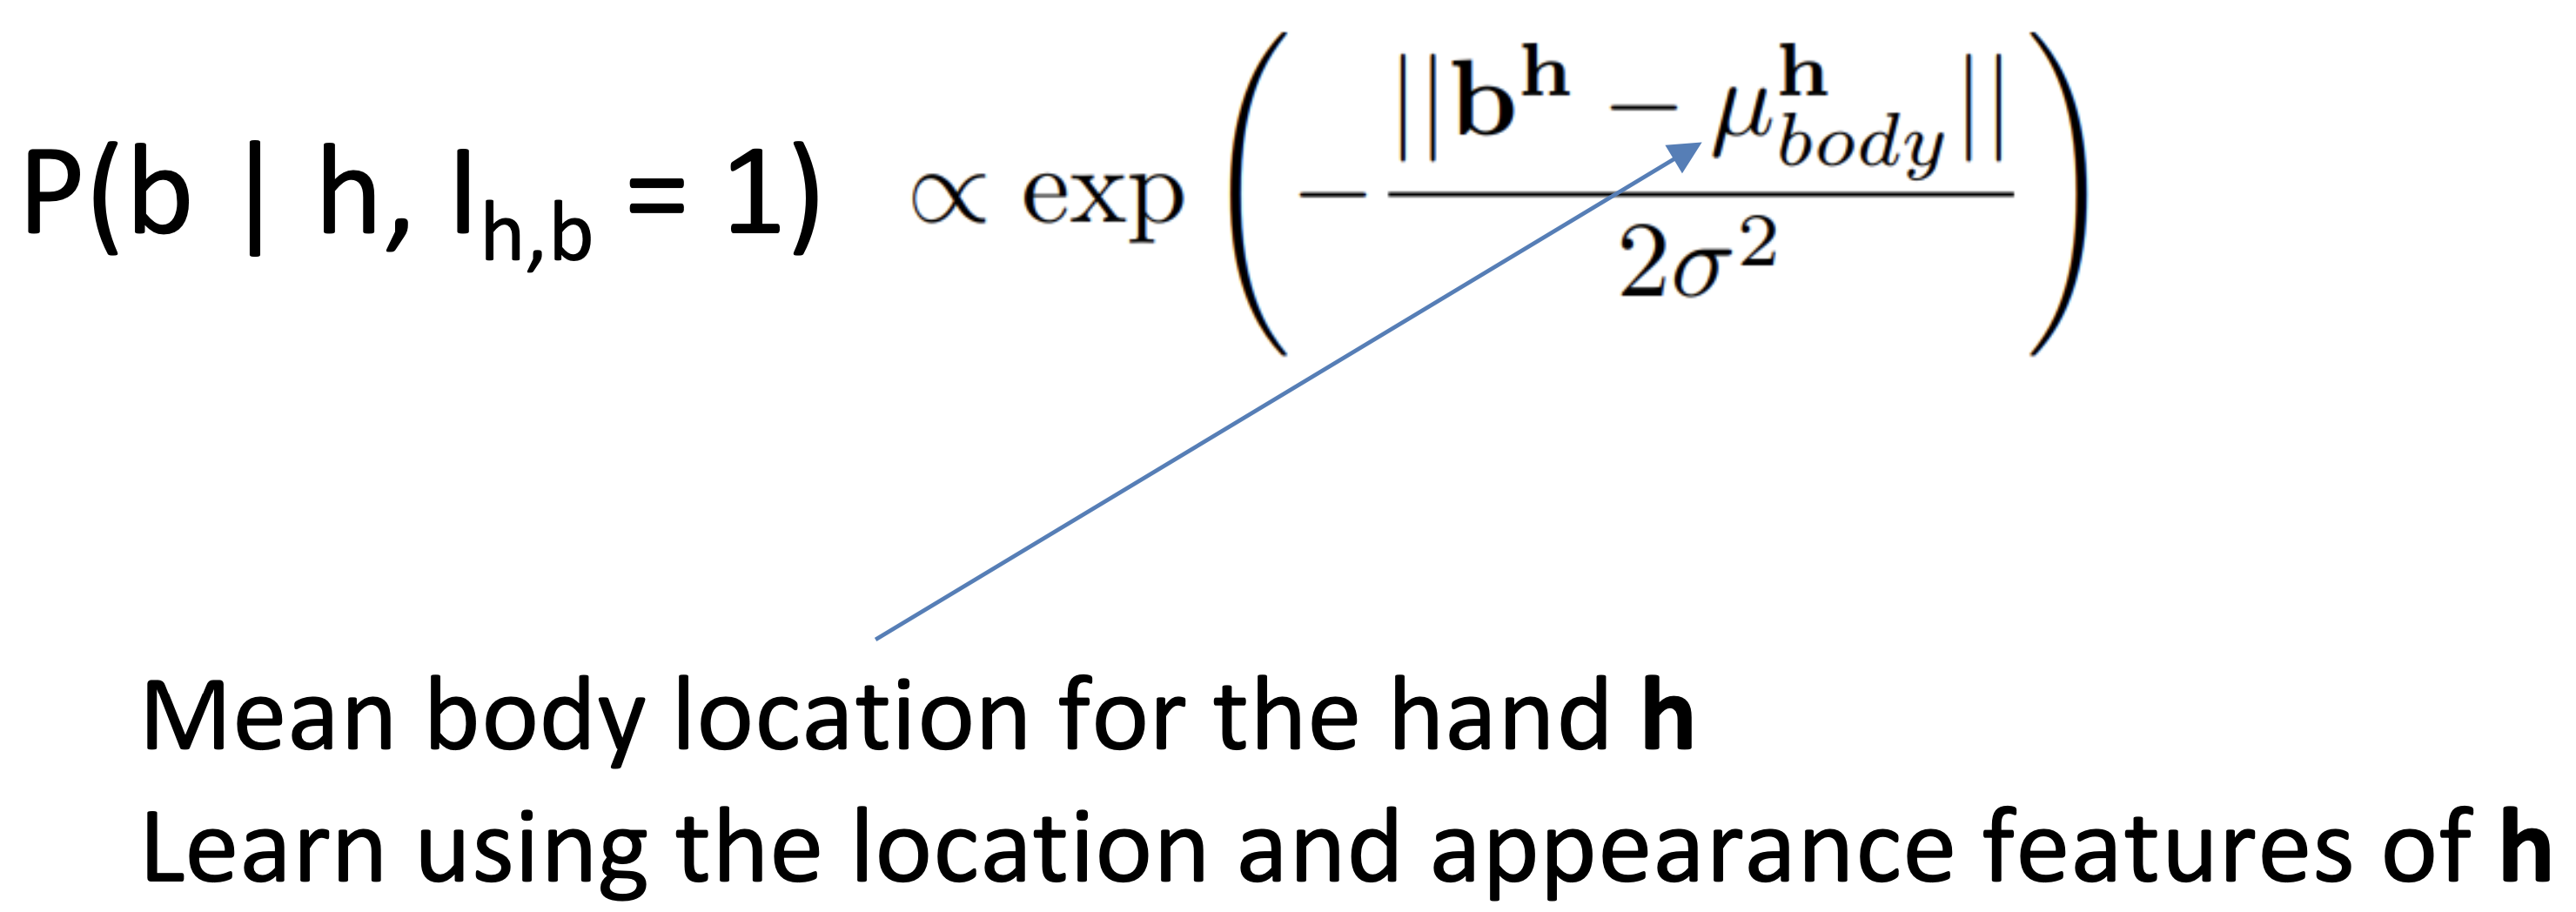 P(b | h, I_{h,b} = 1) ∝ exp ( − ||b^h − μ^h_{body}|| / 2σ^2 )
Mean body location for the hand h
Learn using the location and appearance features of h